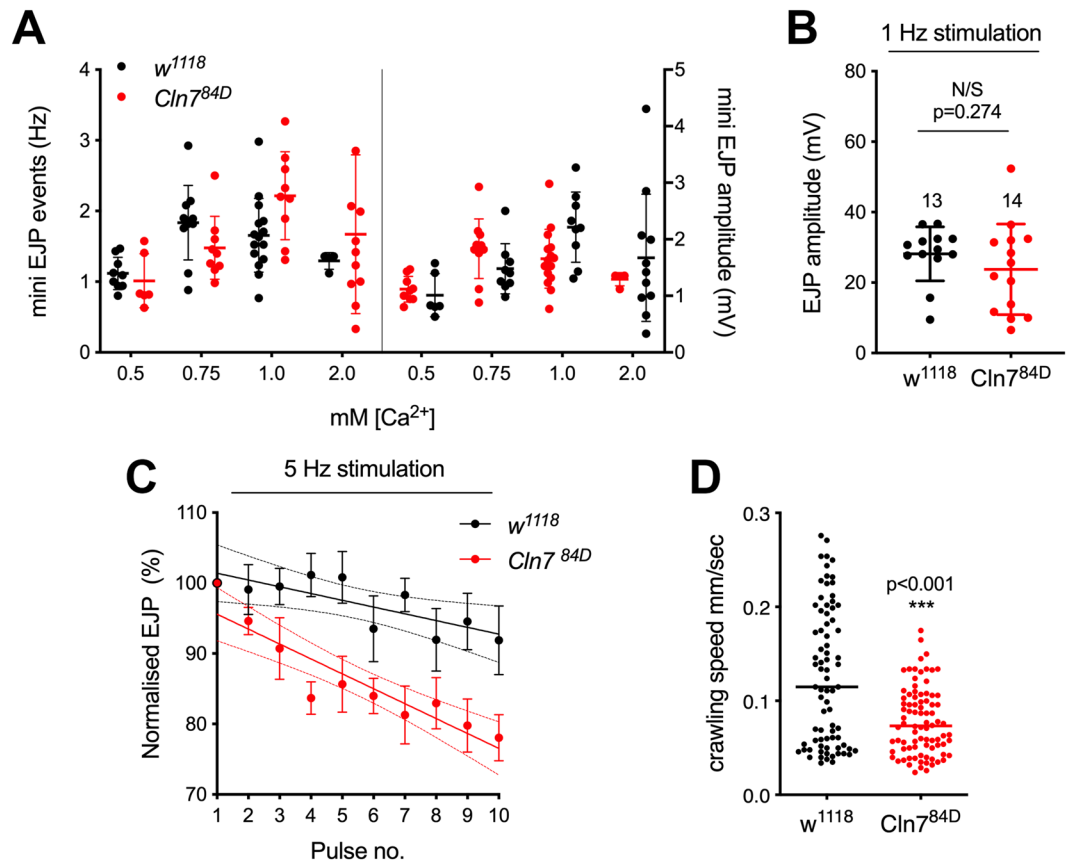 A
w1118
Cln784D
mini EJP events (Hz)
4
3
2
1
0
5
4
3
2
1
0
mini EJP amplitude (mV)
0.5 0.75 1.0 2.0 0.5 0.75 1.0 2.0
mM [Ca2+]
B
1 Hz stimulation
N/S
p=0.274
EJP amplitude (mV)
80
60
40
20
0
13 14
w1118 Cln784D
C
5 Hz stimulation
w1118
Cln7 84D
Normalised EJP (%)
110
100
90
80
70
1 2 3 4 5 6 7 8 9 10
Pulse no.
D
crawling speed mm/sec
0.3
0.2
0.1
0.0
p<0.001
***
w1118 Cln784D